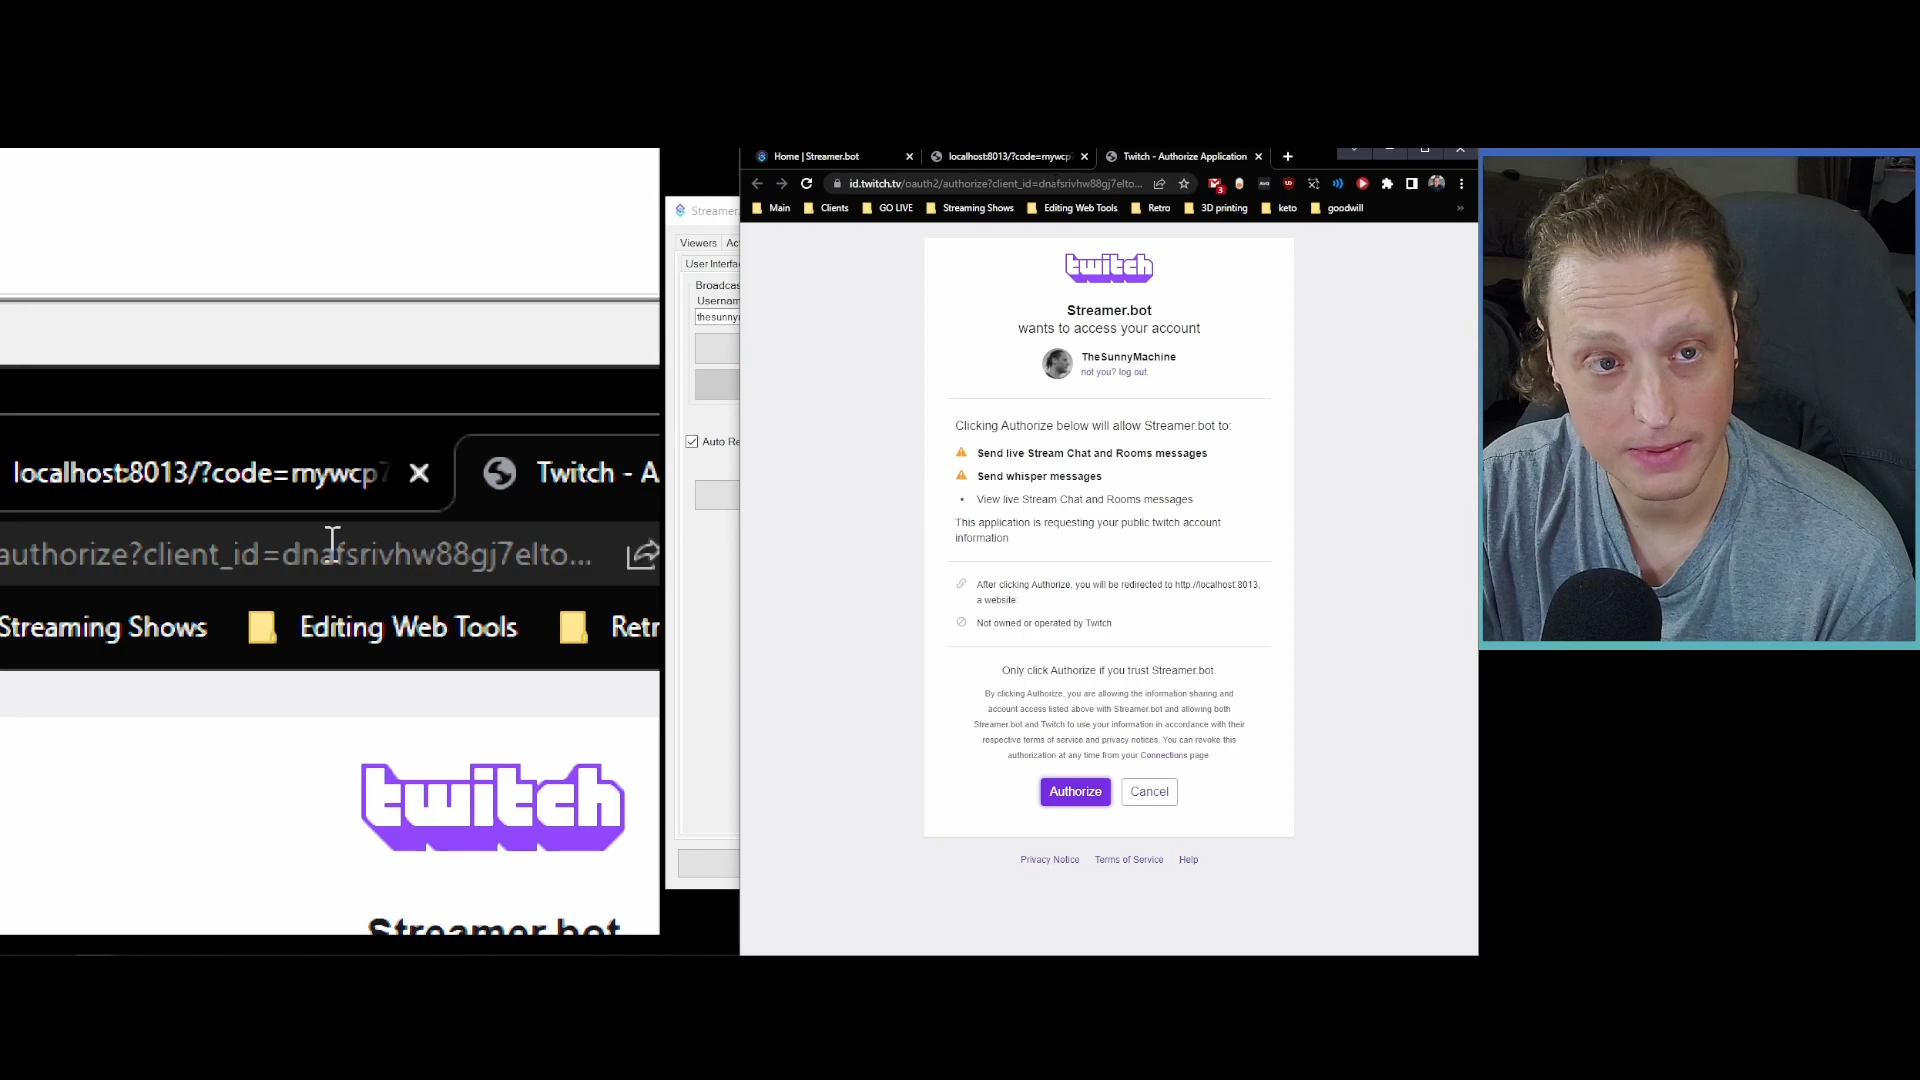 localhost:8013/?code=mywcp7
Twitch - A
authorize?client_id=dnafsrivhw88gj7elto...
Streaming Shows
Editing Web Tools
Retr
twitch
Streamer.bot
Streamer.
Viewers
Ac
User Interfa
Broadcas
Usernam
thesunny
Auto Re
Home | Streamer.bot
localhost:8013/?code=mywcp
Twitch - Authorize Application
id.twitch.tv/oauth2/authorize?client_id=dnafsrivhw88gj7elto...
3
Main
Clients
GO LIVE
Streaming Shows
Editing Web Tools
Retro
3D printing
keto
goodwill
twitch
Streamer.bot
wants to access your account
TheSunnyMachine
not you? log out.
Clicking Authorize below will allow Streamer.bot to:
Send live Stream Chat and Rooms messages
Send whisper messages
• View live Stream Chat and Rooms messages
This application is requesting your public twitch account
information
After clicking Authorize, you will be redirected to http://localhost:8013,
a website:
Not owned or operated by Twitch
Only click Authorize if you trust Streamer.bot.
By clicking Authorize, you are allowing the information sharing and
account access listed above with Streamer.bot and allowing both
Streamer.bot and Twitch to use your information in accordance with their
respective terms of service and privacy notices. You can revoke this
authorization at any time from your Connections page.
Authorize
Cancel
Privacy Notice
Terms of Service
Help